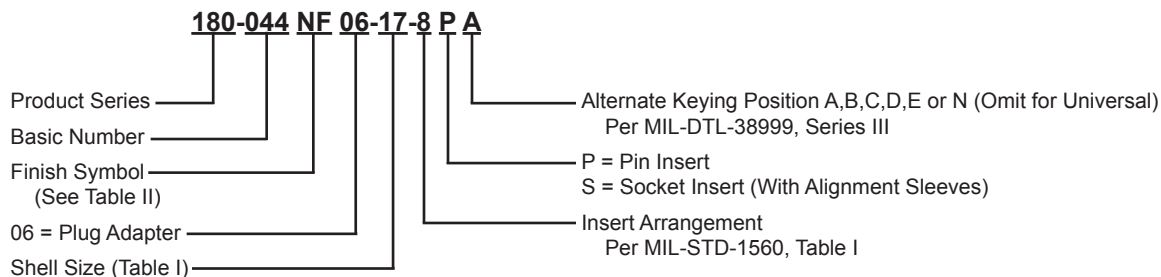 180-044 NF 06-17-8 P A
Product Series
Basic Number
Finish Symbol
(See Table II)
06 = Plug Adapter
Shell Size (Table I)
Alternate Keying Position A,B,C,D,E or N (Omit for Universal)
Per MIL-DTL-38999, Series III
P = Pin Insert
S = Socket Insert (With Alignment Sleeves)
Insert Arrangement
Per MIL-STD-1560, Table I